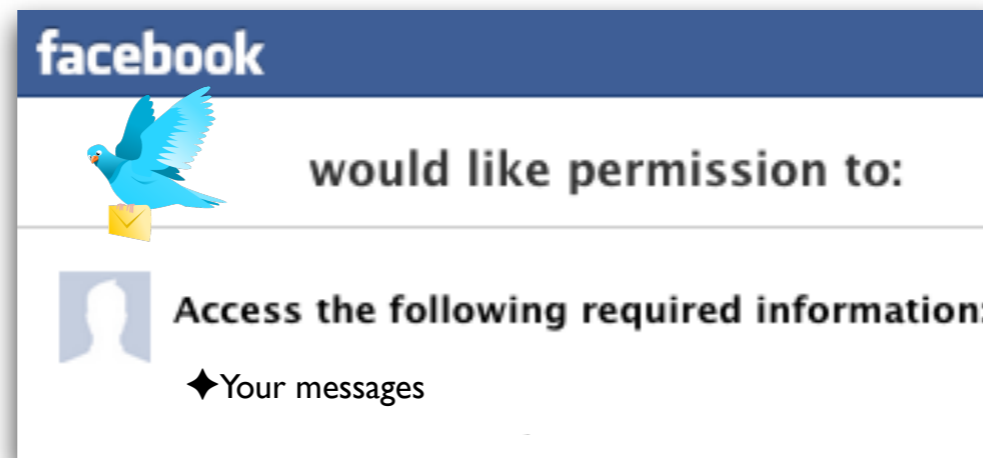 facebook
would like permission to:
Access the following required information:
✦Your messages